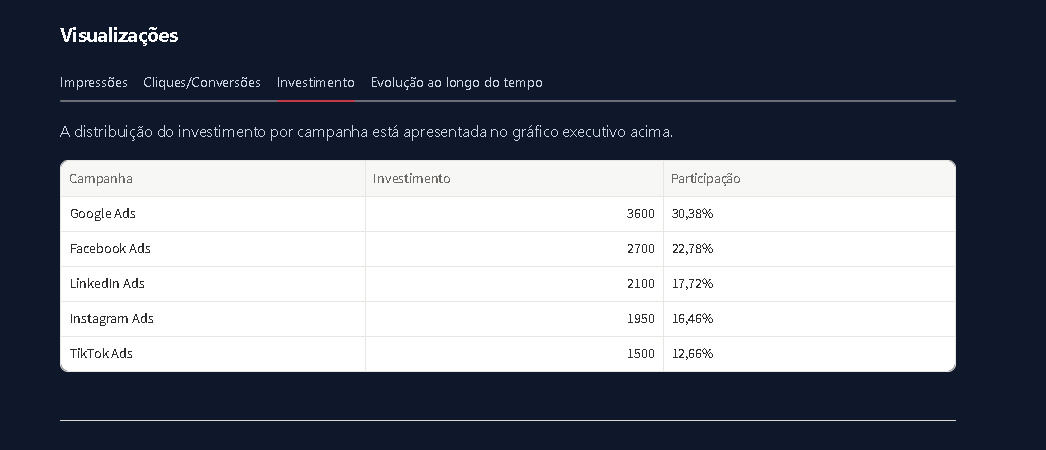 Visualizações
Impressões Cliques/Conversões Investimento Evolução ao longo do tempo
A distribuição do investimento por campanha está apresentada no gráfico executivo acima.
Campanha Investimento Participação
Google Ads 3600 30,38%
Facebook Ads 2700 22,78%
LinkedIn Ads 2100 17,72%
Instagram Ads 1950 16,46%
TikTok Ads 1500 12,66%